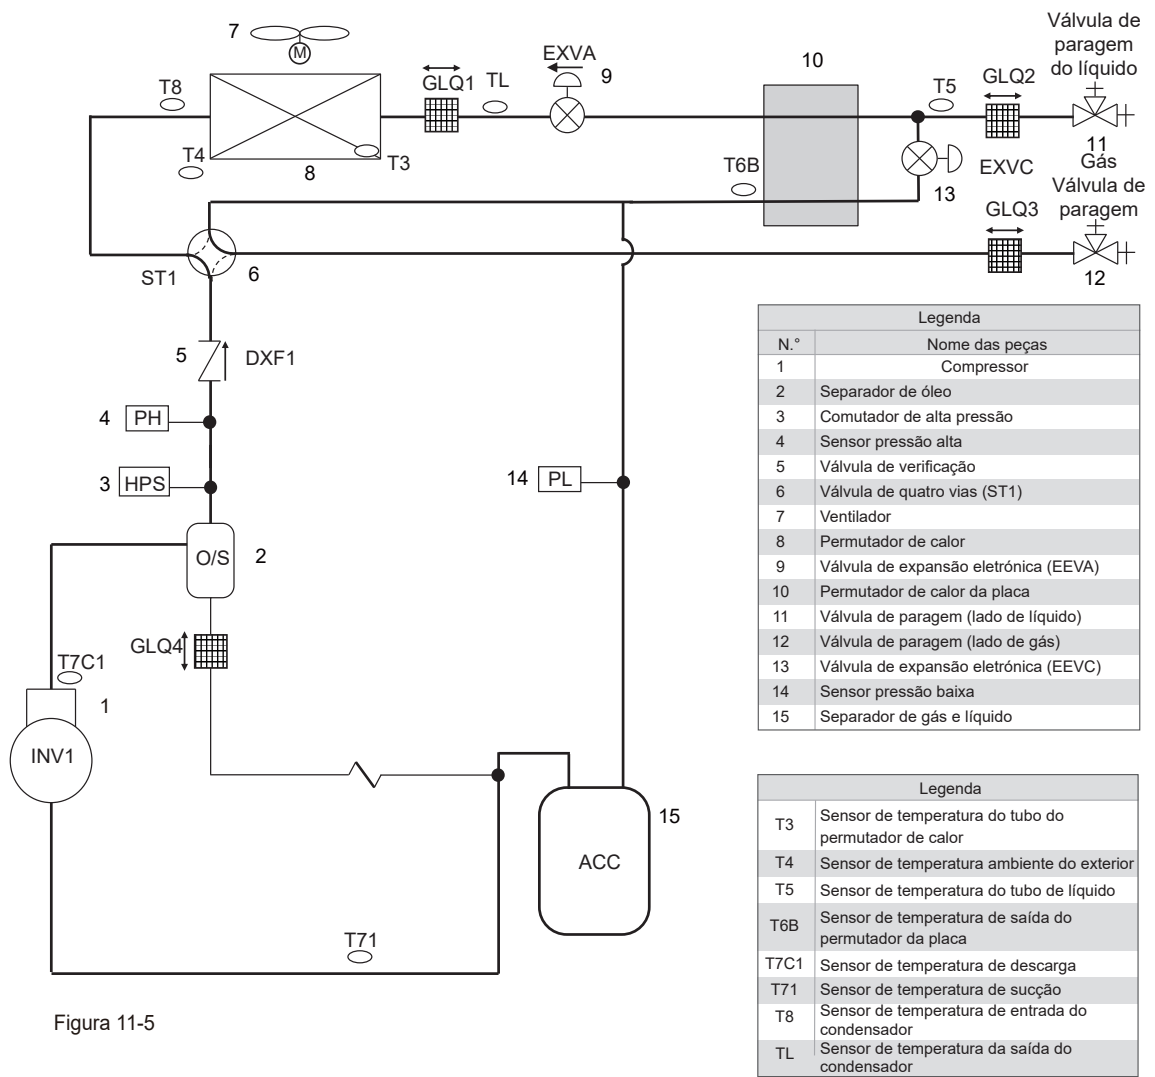 7
M
T8
T4
T3
8
GLQ1
TL
EXVA
9
10
T5
GLQ2
Válvula de
paragem
do líquido
11
T6B
EXVC
13
Gás
Válvula de
paragem
GLQ3
12
ST1
6
5
DXF1
4
PH
3
HPS
14
PL
O/S
2
GLQ4
T7C1
1
INV1
15
ACC
T71
Figura 11-5
Legenda
N.° Nome das peças
1 Compressor
2 Separador de óleo
3 Comutador de alta pressão
4 Sensor pressão alta
5 Válvula de verificação
6 Válvula de quatro vias (ST1)
7 Ventilador
8 Permutador de calor
9 Válvula de expansão eletrónica (EEVA)
10 Permutador de calor da placa
11 Válvula de paragem (lado de líquido)
12 Válvula de paragem (lado de gás)
13 Válvula de expansão eletrónica (EEVC)
14 Sensor pressão baixa
15 Separador de gás e líquido
Legenda
T3 Sensor de temperatura do tubo do
permutador de calor
T4 Sensor de temperatura ambiente do exterior
T5 Sensor de temperatura do tubo de líquido
T6B Sensor de temperatura de saída do
permutador da placa
T7C1 Sensor de temperatura de descarga
T71 Sensor de temperatura de sucção
T8 Sensor de temperatura de entrada do
condensador
TL Sensor de temperatura da saída do
condensador